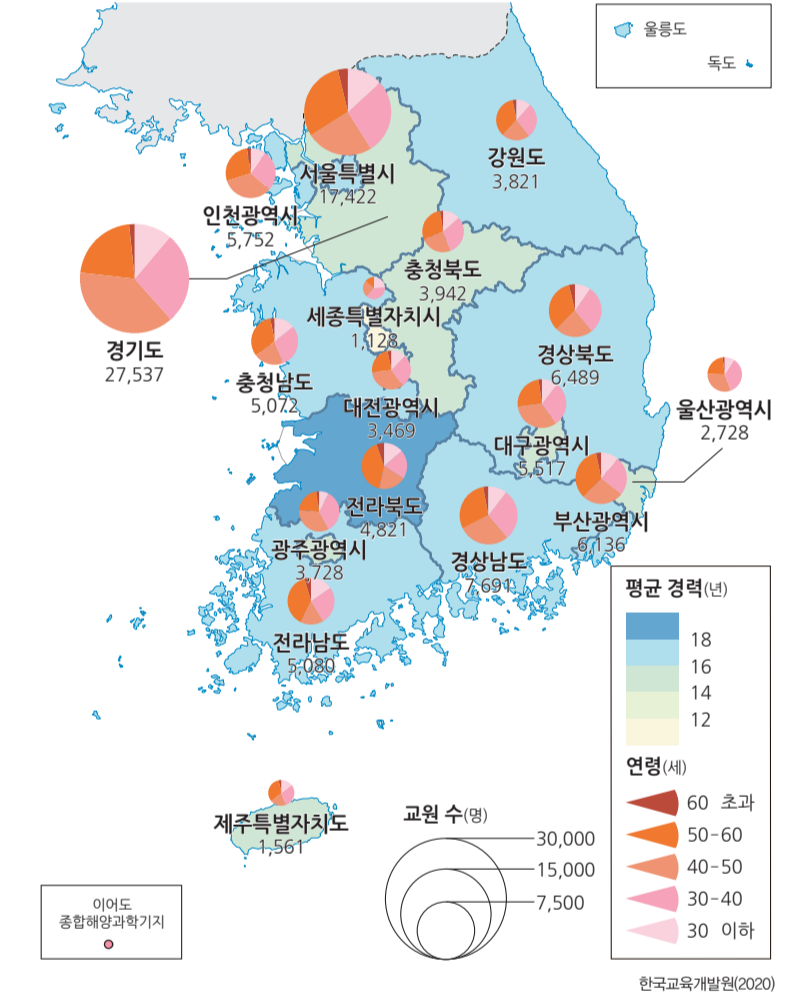 울릉도
독도
서울특별시
17,422
강원도
3,821
인천광역시
5,752
충청북도
3,942
경기도
27,537
세종특별자치시
1,128
경상북도
6,489
충청남도
5,072
대전광역시
3,469
울산광역시
2,728
대구광역시
5,517
전라북도
4,821
부산광역시
6,136
광주광역시
3,728
경상남도
7,691
전라남도
5,080
제주특별자치도
1,561
이어도
종합해양과학기지
교원 수(명)
30,000
15,000
7,500
평균 경력(년)
18
16
14
12
연령(세)
60 초과
50-60
40-50
30-40
30 이하
한국교육개발원(2020)